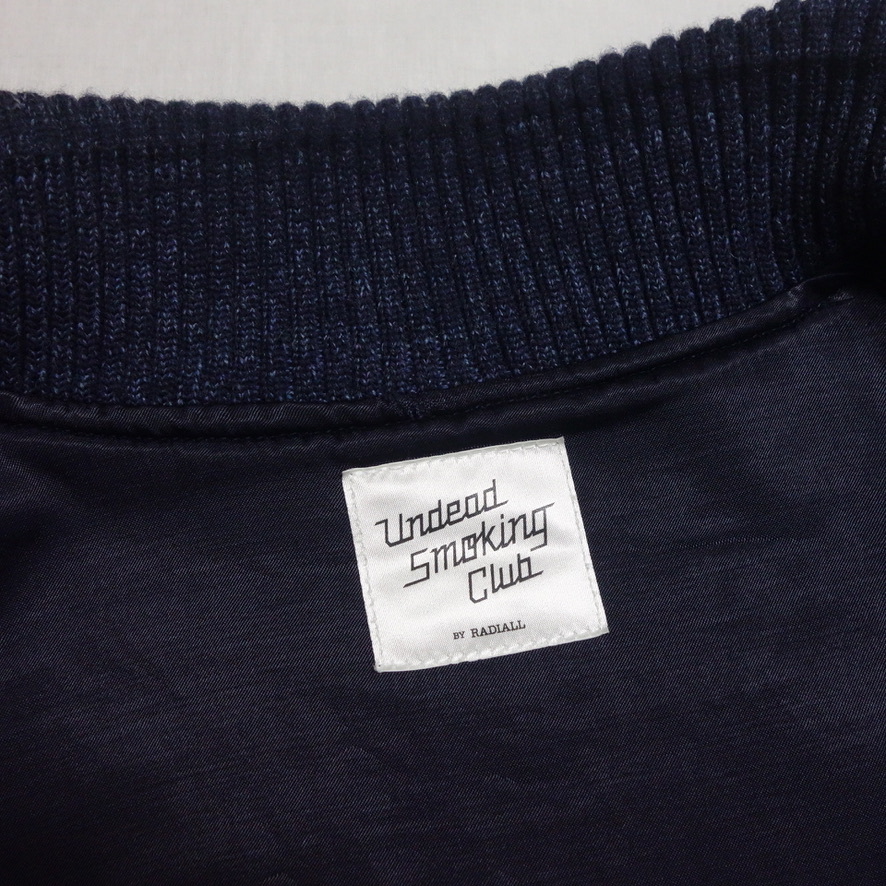 Undead
Smoking
Club
BY RADIALL